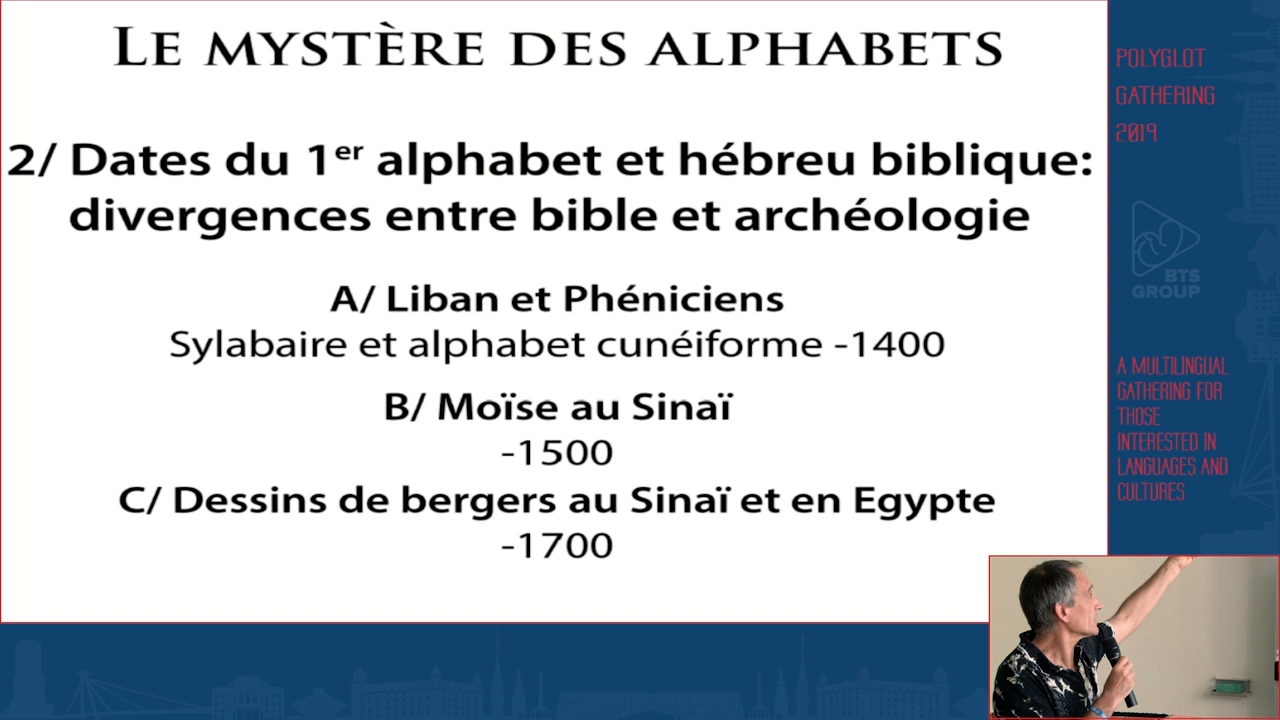 LE MYSTÈRE DES ALPHABETS
2/ Dates du 1er alphabet et hébreu biblique:
divergences entre bible et archéologie
A/ Liban et Phéniciens
Sylabaire et alphabet cunéiforme -1400
B/ Moïse au Sinaï
-1500
C/ Dessins de bergers au Sinaï et en Egypte
-1700
POLYGLOT
GATHERING
2019
BTS
GROUP
A MULTILINGUAL
GATHERING FOR
THOSE
INTERESTED IN
LANGUAGES AND
CULTURES